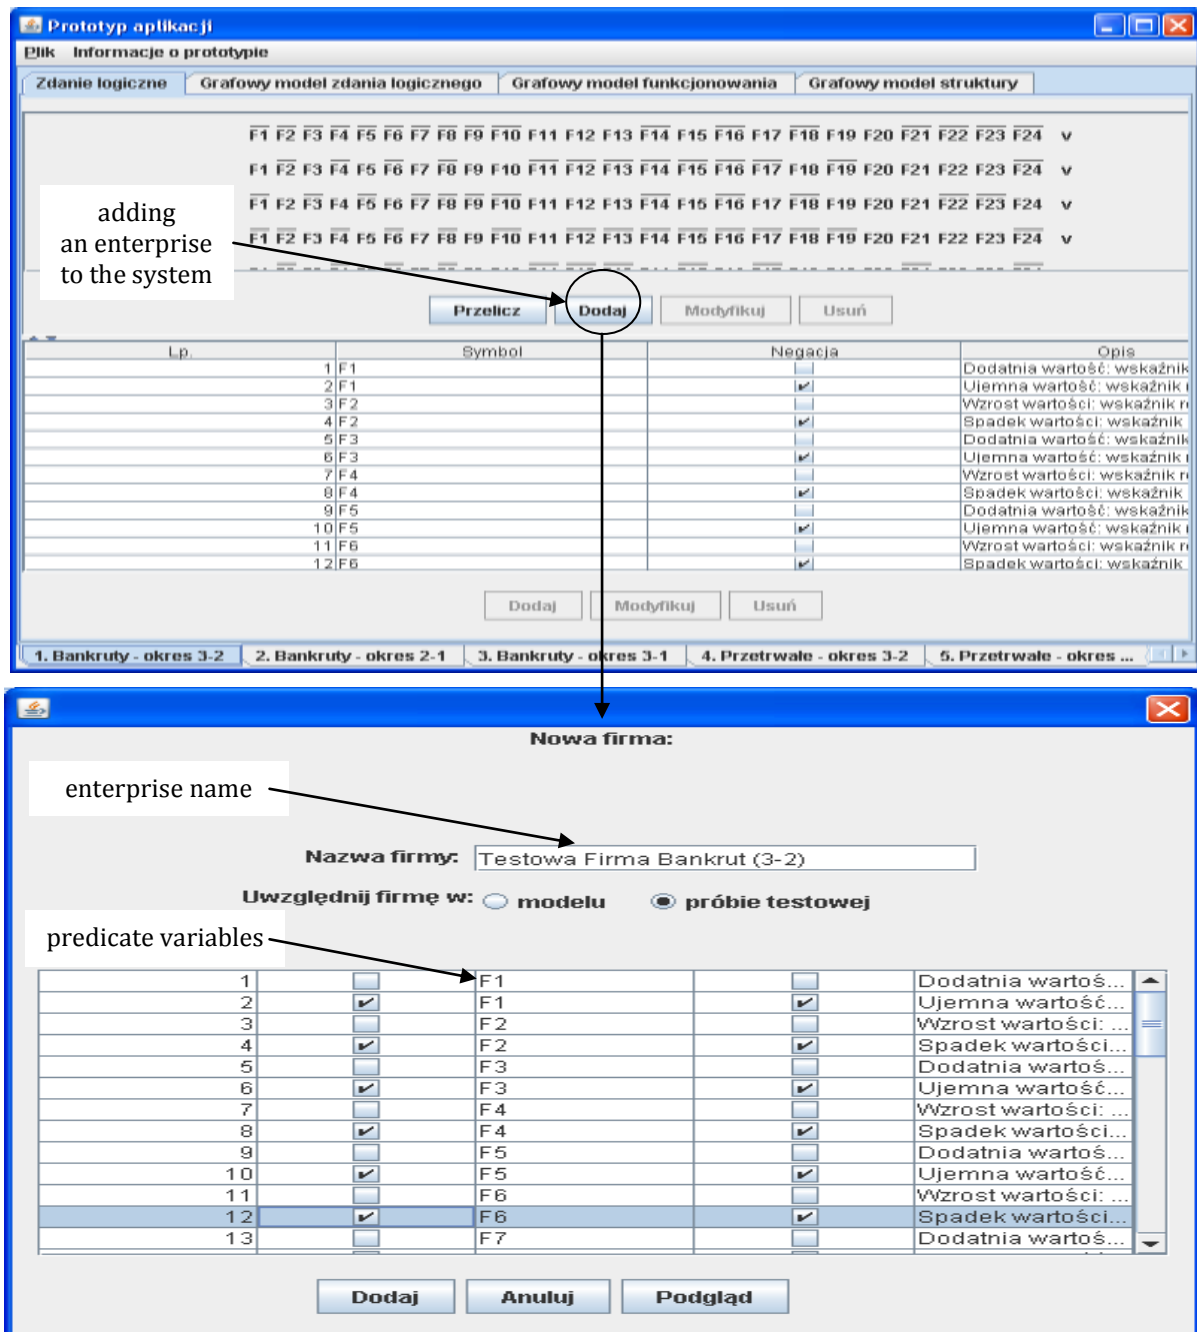 Prototyp aplikacji
Plik Informacje o prototypie
Zdanie logiczne Grafowy model zdania logicznego Grafowy model funkcjonowania Grafowy model struktury
F1 F2 F3 F4 F5 F6 F7 F8 F9 F10 F11 F12 F13 F14 F15 F16 F17 F18 F19 F20 F21 F22 F23 F24 v
F1 F2 F3 F4 F5 F6 F7 F8 F9 F10 F11 F12 F13 F14 F15 F16 F17 F18 F19 F20 F21 F22 F23 F24 v
F1 F2 F3 F4 F5 F6 F7 F8 F9 F10 F11 F12 F13 F14 F15 F16 F17 F18 F19 F20 F21 F22 F23 F24 v
F1 F2 F3 F4 F5 F6 F7 F8 F9 F10 F11 F12 F13 F14 F15 F16 F17 F18 F19 F20 F21 F22 F23 F24 v
adding
an enterprise
to the system
Przelicz Dodaj Modyfikuj Usuń
Lp. Symbol Negacja Opis
1 F1 Dodatnia wartość: wskaźnik
2 F1 Ujemna wartość: wskaźnik
3 F2 Wzrost wartości: wskaźnik
4 F2 Spadek wartości: wskaźnik
5 F3 Dodatnia wartość: wskaźnik
6 F3 Ujemna wartość: wskaźnik
7 F4 Wzrost wartości: wskaźnik
8 F4 Spadek wartości: wskaźnik
9 F5 Dodatnia wartość: wskaźnik
10 F5 Ujemna wartość: wskaźnik
11 F6 Wzrost wartości: wskaźnik
12 F6 Spadek wartości: wskaźnik
Dodaj Modyfikuj Usuń
1. Bankruty - okres 3-2 2. Bankruty - okres 2-1 3. Bankruty - okres 3-1 4. Przetrwałe - okres 3-2 5. Przetrwałe - okres ...
Nowa firma:
enterprise name
Nazwa firmy: Testowa Firma Bankrut (3-2)
Uwzględnij firmę w: modelu próbie testowej
predicate variables
1 F1 Dodatnia wartoś...
2 F1 Ujemna wartość...
3 F2 Wzrost wartości: ...
4 F2 Spadek wartości...
5 F3 Dodatnia wartoś...
6 F3 Ujemna wartość...
7 F4 Wzrost wartości: ...
8 F4 Spadek wartości...
9 F5 Dodatnia wartoś...
10 F5 Ujemna wartość...
11 F6 Wzrost wartości: ...
12 F6 Spadek wartości...
13 F7 Dodatnia wartoś...
Dodaj Anuluj Podgląd